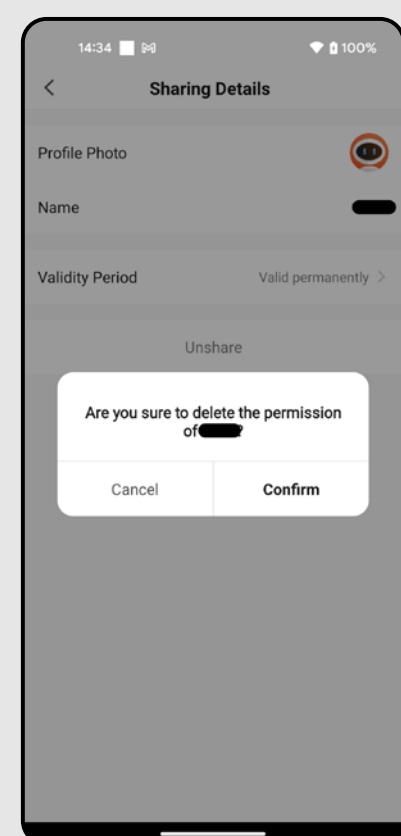 14:34 100%
Sharing Details
Profile Photo
Name
Validity Period Valid permanently >
Unshare
Are you sure to delete the permission
of ?
Cancel Confirm